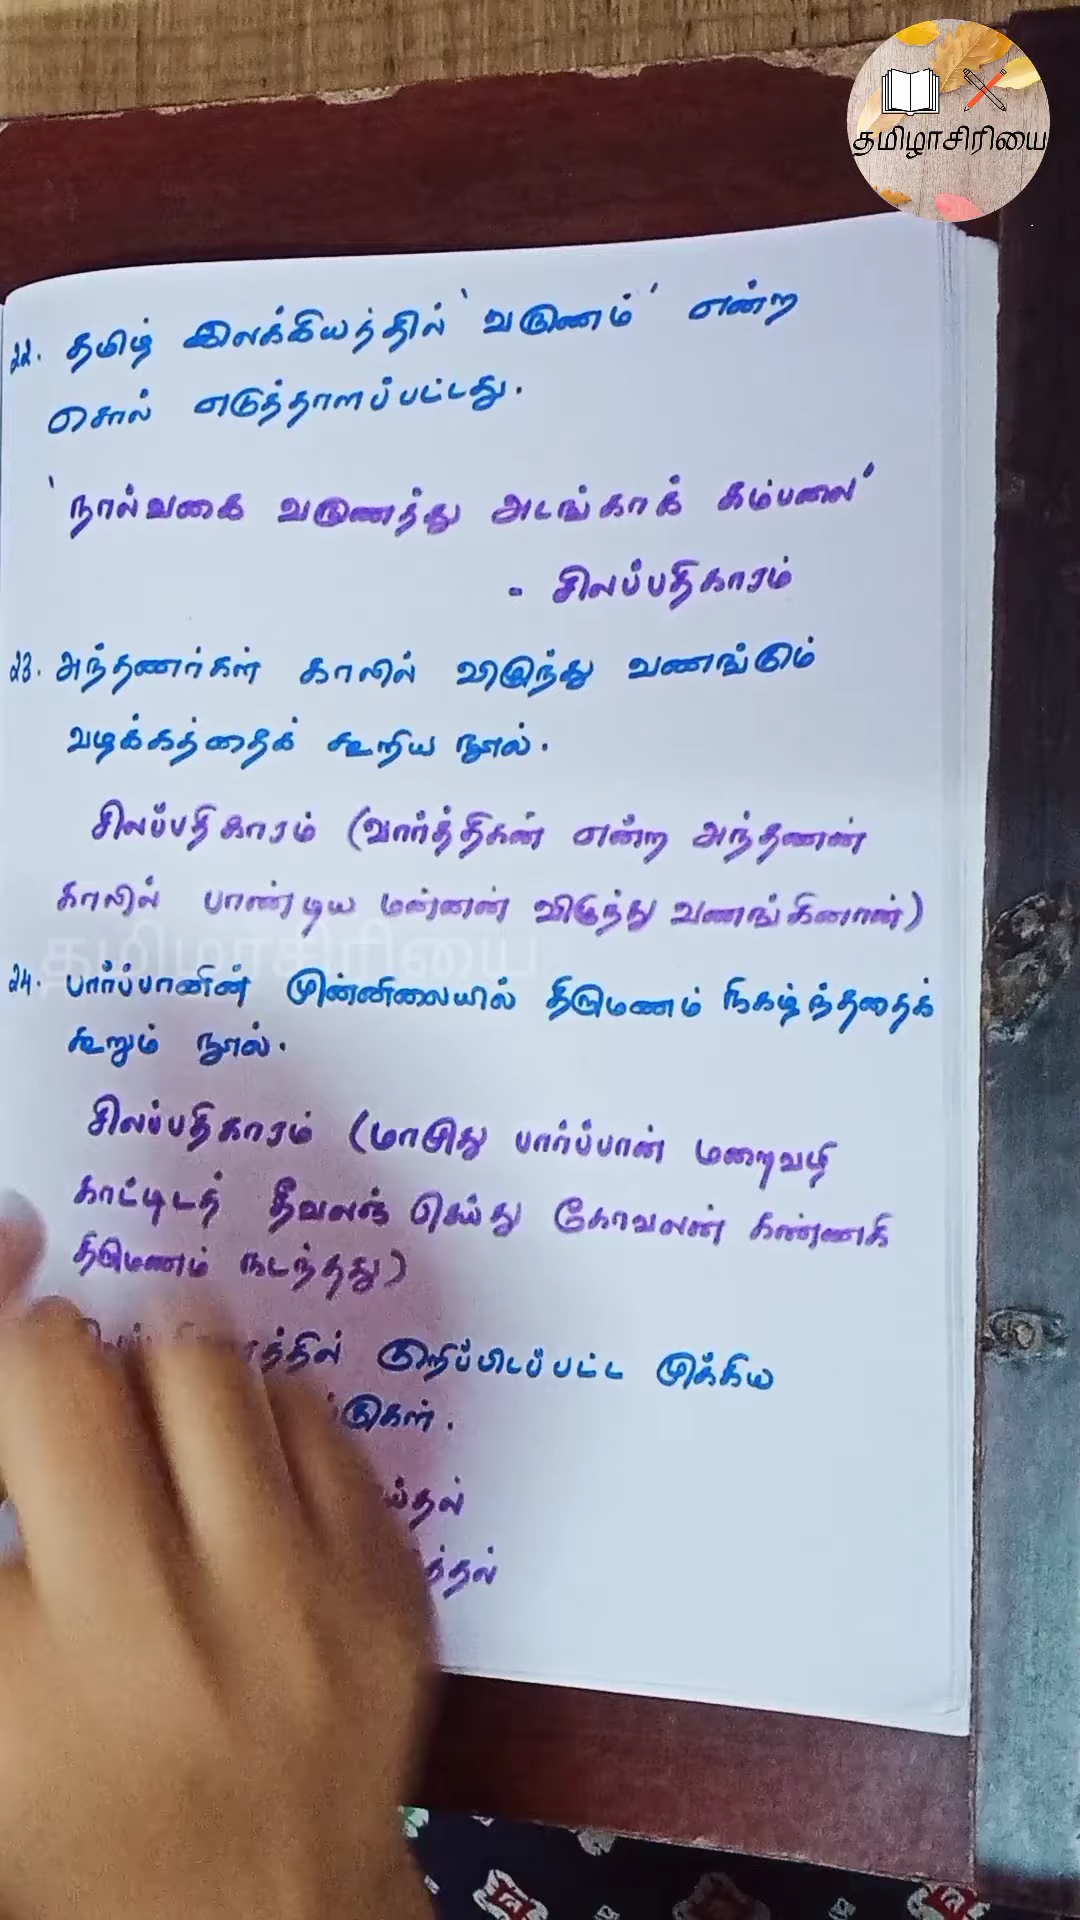 தமிழாசிரியை
22. தமிழ் இலக்கியத்தில் 'வருணம்' என்ற
சொல் எடுத்தாளப்பட்டது.
'நால்வகை வருணத்து அடங்காக் கம்பலை'
- சிலப்பதிகாரம்
23. அந்தணர்கள் காலில் விழுந்து வணங்கும்
வழக்கத்தைக் கூறிய நூல்.
சிலப்பதிகாரம் (வார்த்திகன் என்ற அந்தணன்
காலில் பாண்டிய மன்னன் விழுந்து வணங்கினான்)
தமிழாசிரியை
24. பார்ப்பானின் முன்னிலையில் திருமணம் நிகழ்ந்ததைக்
கூறும் நூல்.
சிலப்பதிகாரம் (மாமுது பார்ப்பான் மறைவழி
காட்டிடத் தீவலஞ் செய்து கோவலன் கண்ணகி
திருமணம் நடந்தது)
குறிப்பிடப்பட்ட முக்கிய